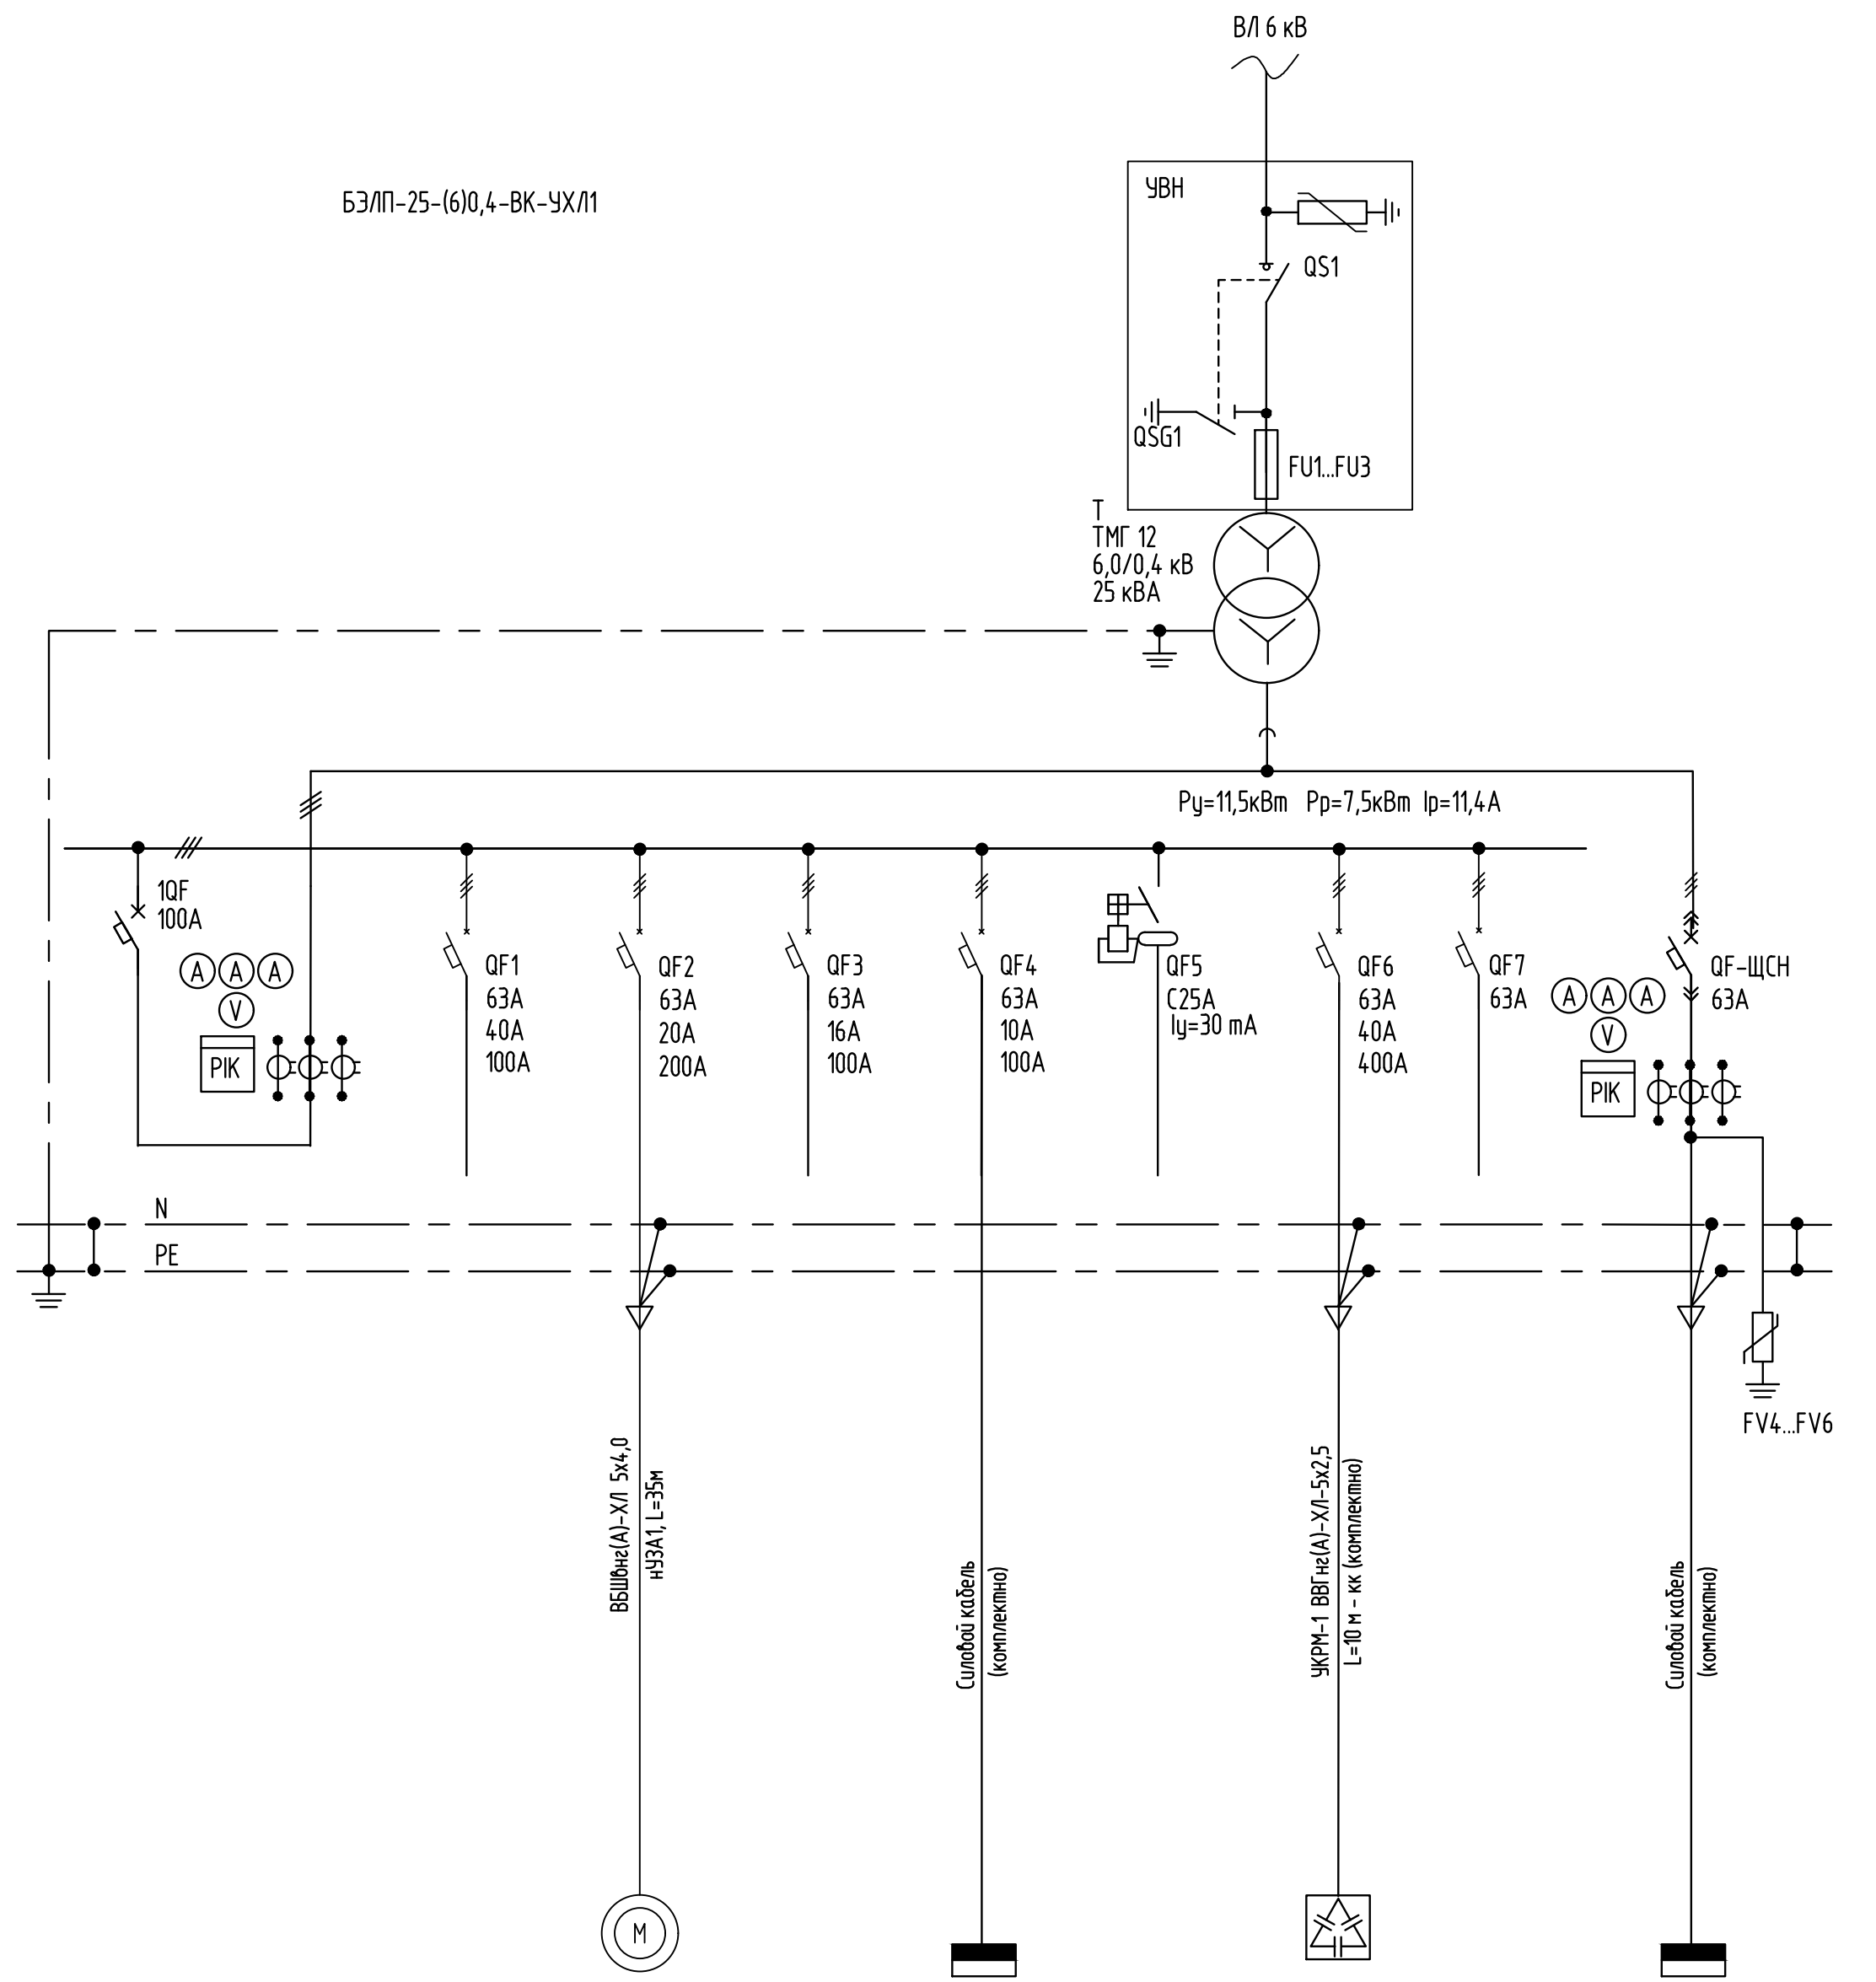 ВЛ 6 кВ
БЭЛП-25-(6)0,4-ВК-УХЛ1
УВН
QS1
QSG1
FU1...FU3
Т
ТМГ 12
6,0/0,4 кВ
25 кВА
Ру=11,5кВт Рр=7,5кВт Iр=11,4А
1QF
100А
А А А
V
PIK
QF1
63А
40А
100А
QF2
63А
20А
200А
QF3
63А
16А
100А
QF4
63А
10А
100А
QF5
С25А
Iу=30 mA
QF6
63А
40А
400А
QF7
63А
А А А
V
PIK
QF-ЩСН
63А
N
PE
FV4...FV6
ВБШвнг(А)-ХЛ 5х4,0
нУЗА1, L=35м
Силовой кабель
(комплектно)
УКРМ-1 ВВГнг(А)-ХЛ-5х2,5
L=10 м - кк (комплектно)
Силовой кабель
(комплектно)
М